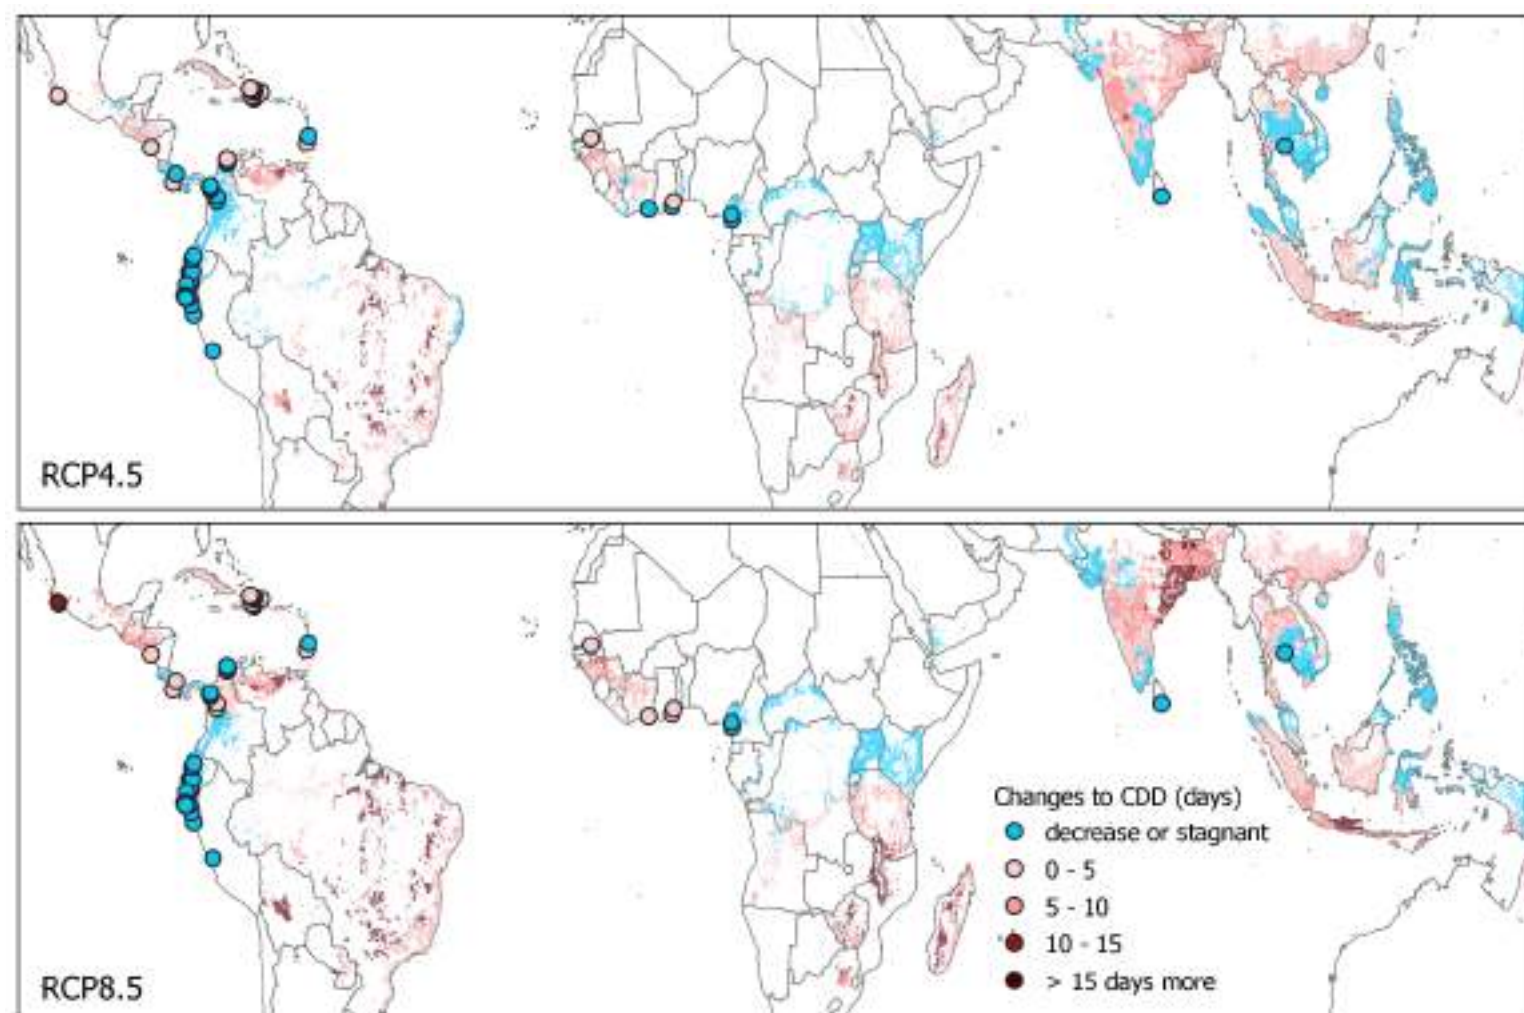 RCP4.5
Changes to CDD (days)
decrease or stagnant
0 - 5
5 - 10
10 - 15
> 15 days more
RCP8.5